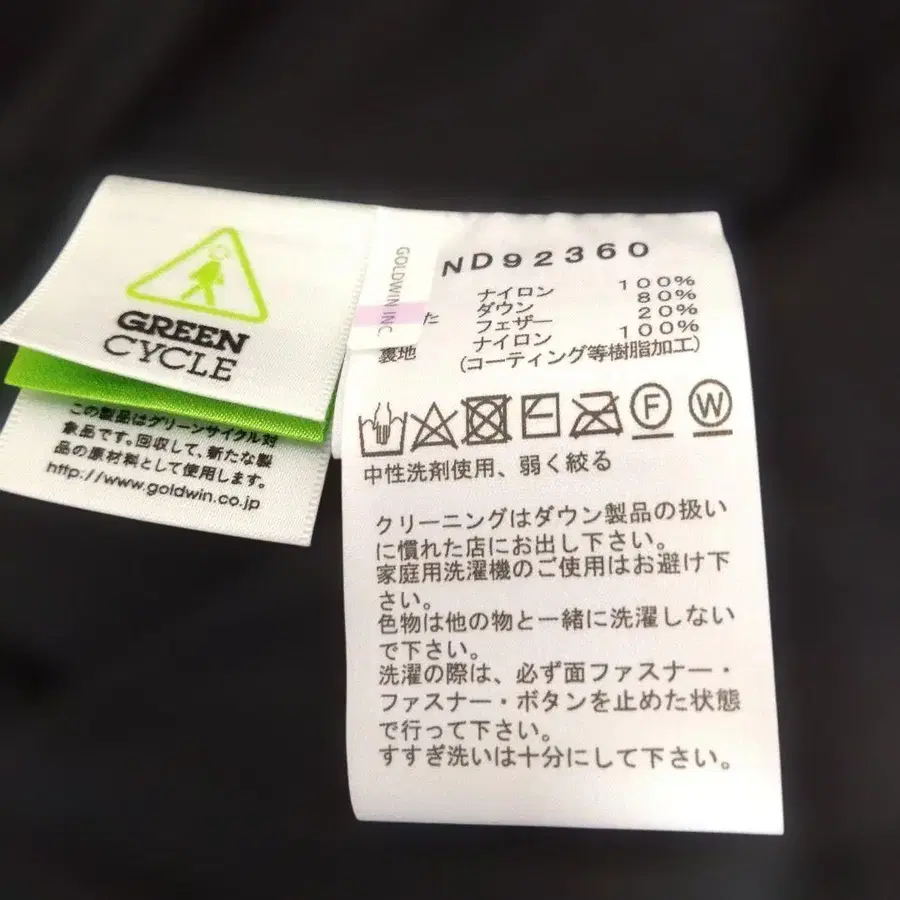 GREEN
CYCLE
この製品はグリーンサイクル対
象品です。回収して、新たな製
品の原材料として使用します。
http://www.goldwin.co.jp
GOLDWIN INC.
ND92360
ナイロン 100%
た ダウン 80%
フェザー 20%
裏地 ナイロン 100%
(コーティング等樹脂加工)
F
W
中性洗剤使用、弱く絞る
クリーニングはダウン製品の扱い
に慣れた店にお出し下さい。
家庭用洗濯機のご使用はお避け下
さい。
色物は他の物と一緒に洗濯しない
で下さい。
洗濯の際は、必ず面ファスナー・
ファスナー・ボタンを止めた状態
で行って下さい。
すすぎ洗いは十分にして下さい。